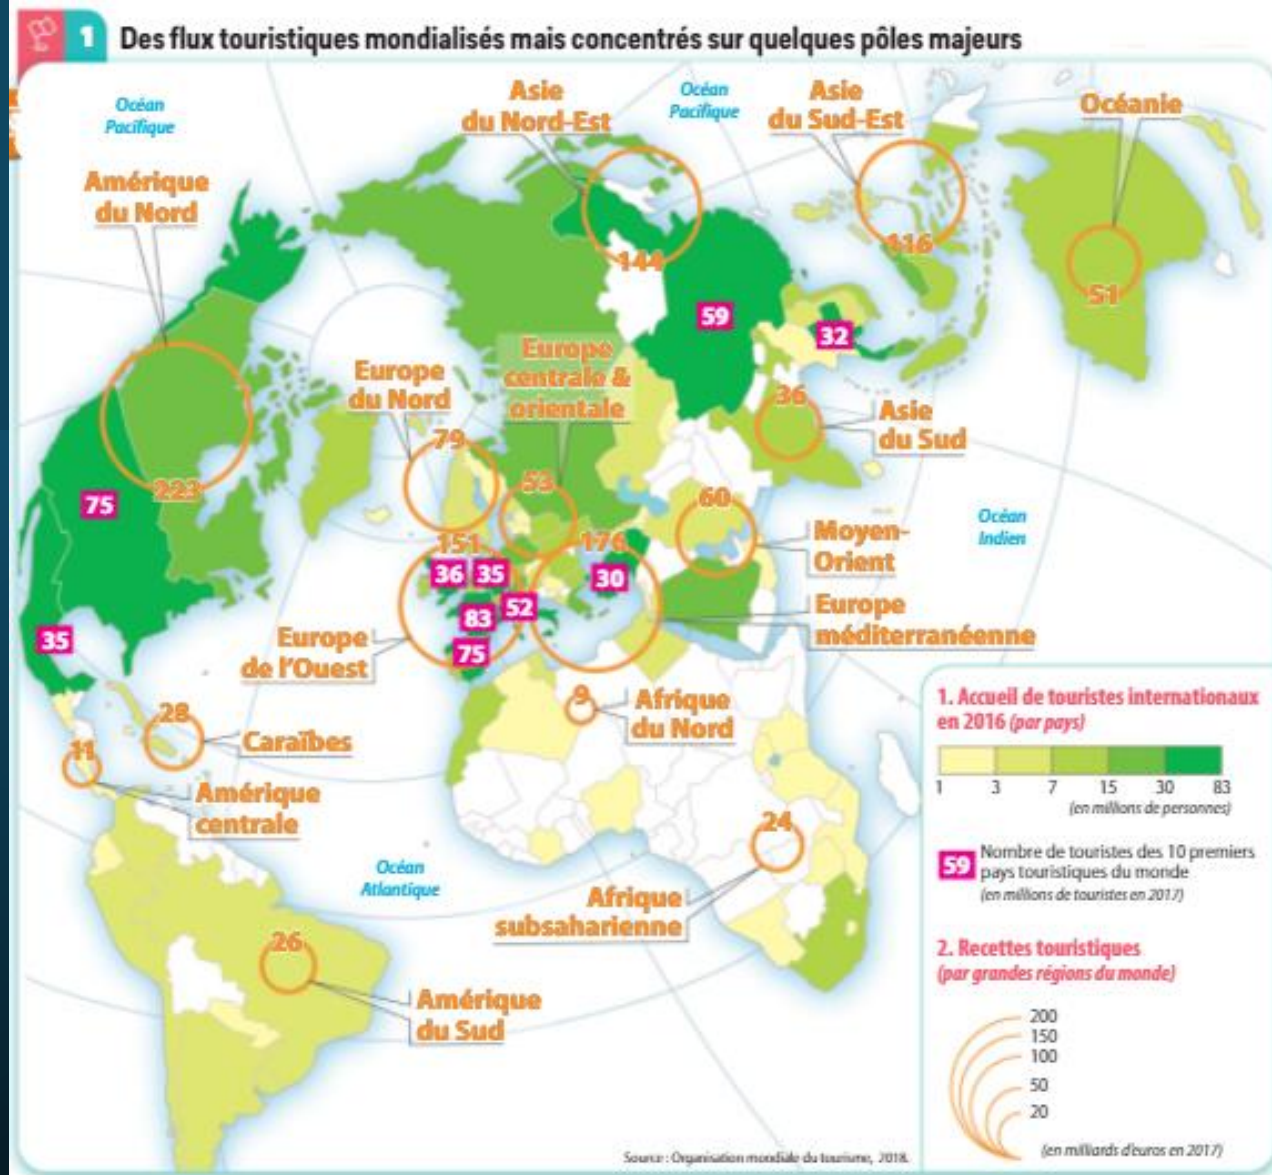 1 Des flux touristiques mondialisés mais concentrés sur quelques pôles majeurs
Océan
Pacifique
Asie
du Nord-Est
Océan
Pacifique
Asie
du Sud-Est
Océanie
Amérique
du Nord
144
116
51
59
32
Europe
du Nord
Europe
centrale &
orientale
36
Asie
du Sud
223
75
79
53
60
Océan
Indien
Moyen-
Orient
151
176
36
35
30
83
52
75
Europe
méditerranéenne
35
Europe
de l'Ouest
9
Afrique
du Nord
28
Caraïbes
11
Amérique
centrale
24
Océan
Atlantique
Afrique
subsaharienne
26
Amérique
du Sud
1. Accueil de touristes internationaux
en 2016 (par pays)
1 3 7 15 30 83
(en millions de personnes)
59
Nombre de touristes des 10 premiers
pays touristiques du monde
(en millions de touristes en 2017)
2. Recettes touristiques
(par grandes régions du monde)
200
150
100
50
20
(en milliards d'euros en 2017)
Source : Organisation mondiale du tourisme, 2018.